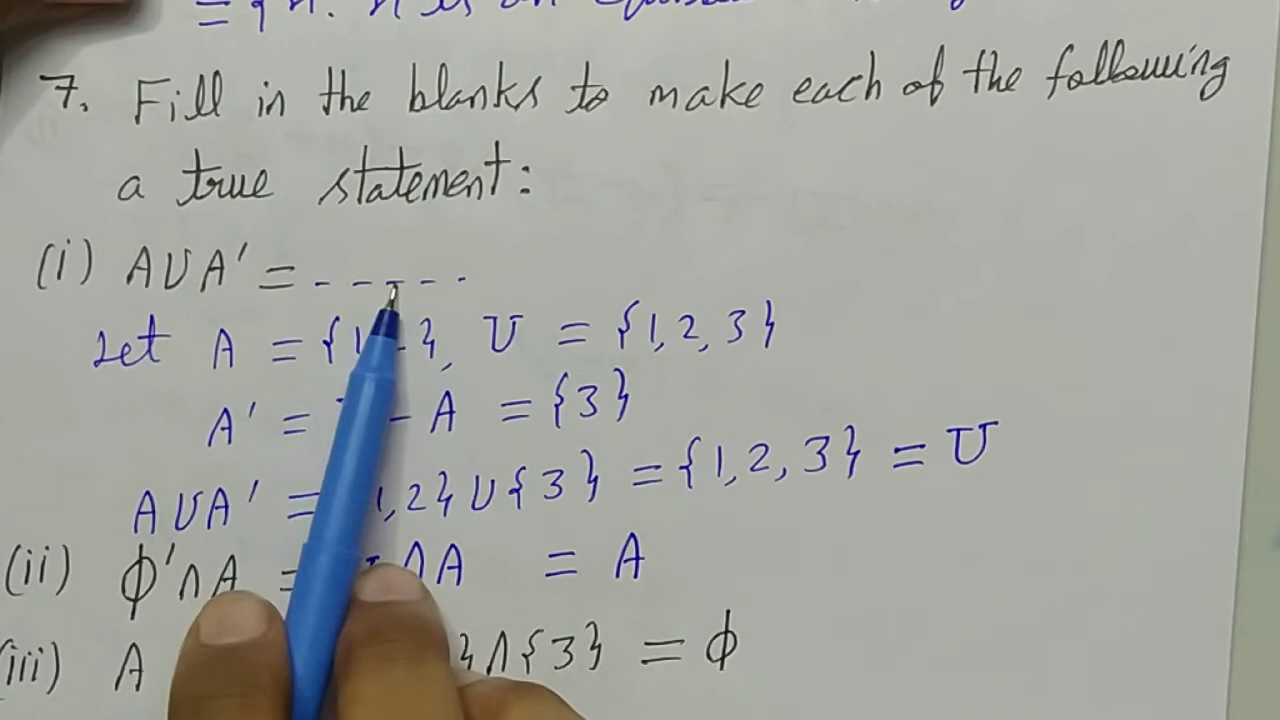 7. Fill in the blanks to make each of the following
a true statement:
(i) A∪A' = - - - - -
Let A = {1, }, U = {1,2,3}
A' = - A = {3}
A∪A' = 1,2}∪{3} = {1,2,3} = U
(ii) ϕ'∩A = ∩A = A
(iii) A }∩{3} = ϕ